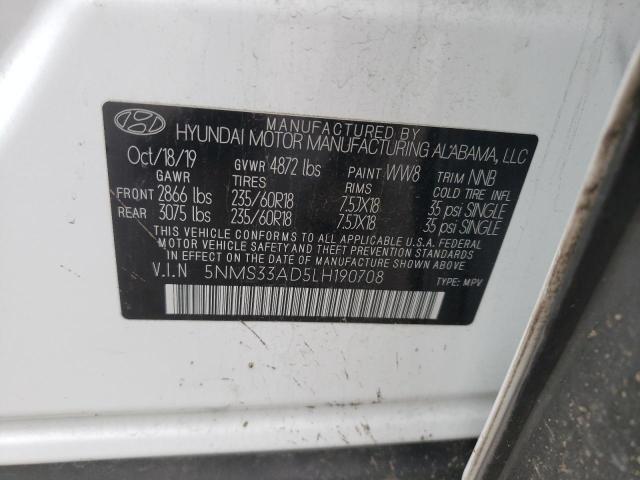 MANUFACTURED BY
HYUNDAI MOTOR MANUFACTURING ALABAMA, LLC
Oct/18/19 GVWR 4872 lbs PAINT WW8 TRIM NNB
GAWR TIRES RIMS COLD TIRE INFL
FRONT 2866 lbs 235/60R18 7.5JX18 35 psi SINGLE
REAR 3075 lbs 235/60R18 7.5JX18 35 psi SINGLE
THIS VEHICLE CONFORMS TO ALL APPLICABLE U.S.A. FEDERAL
MOTOR VEHICLE SAFETY AND THEFT PREVENTION STANDARDS
IN EFFECT ON THE DATE OF MANUFACTURE SHOWN ABOVE.
V.I.N 5NMS33AD5LH190708 TYPE: MPV